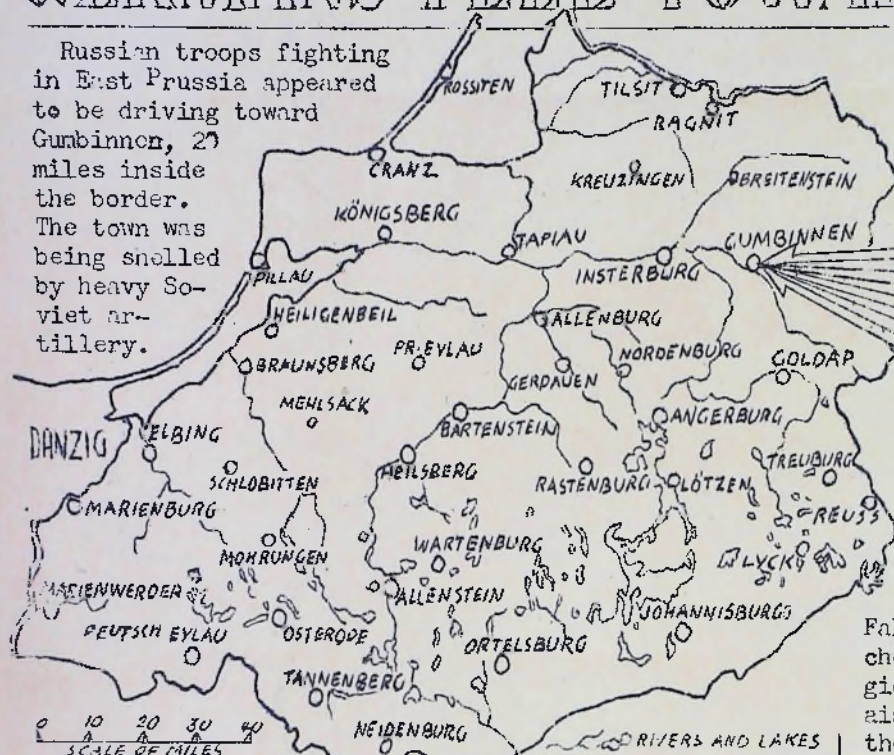 Russian troops fighting
in East Prussia appeared
to be driving toward
Gumbinnen,
miles inside
the border.
The town was
being snelled
by heavy So-
viet ar-
tillery.
ROSSITEN
TILSIT
RAGNIT
CRANZ
KREUZINGEN
BREITENSTEIN
KÖNIGSBERG
TAPIAU
GUMBINNEN
PILLAU
INSTERBURG
HEILIGENBEIL
ALLENBURG
BRAUNSBERG
PR·EYLAU
NORDENBURG
GOLDAP
GERDAUEN
MEHLSACK
BARTENSTEIN
ANGERBURG
DANZIG
ELBING
HEILSBERG
TREUBURG
SCHLOBITTEN
RASTENBURG
LÖTZEN
MARIENBURG
REUSS
MOHRUNGEN
WARTENBURG
LYCK
MARIENWERDER
ALLENSTEIN
JOHANNISBURG
DEUTSCH EYLAU
OSTERODE
ORTELSBURG
TANNENBERG
NEIDENBURG
0 10 20 30 40
SCALE OF MILES
RIVERS AND LAKES